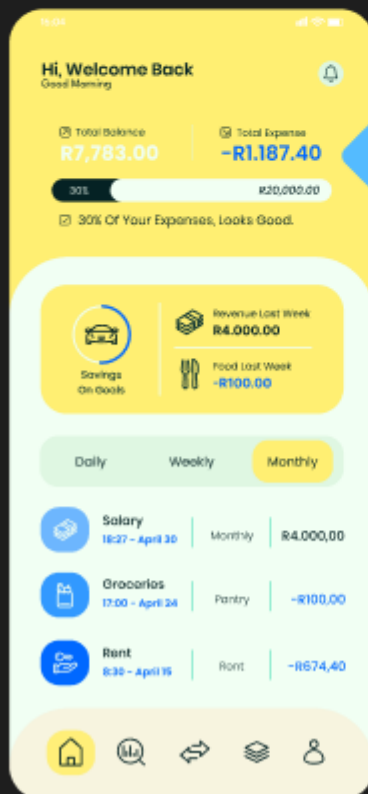 16:04
Hi, Welcome Back
Good Morning
Total Balance
R7,783.00
Total Expense
-R1.187.40
30%
R20,000.00
30% Of Your Expenses, Looks Good.
Savings
On Goals
Revenue Last Week
R4.000.00
Food Last Week
-R100.00
Daily
Weekly
Monthly
Salary
18:27 - April 30
Monthly
R4.000,00
Groceries
17:00 - April 24
Pantry
-R100,00
Rent
8:30 - April 15
Rent
-R674,40